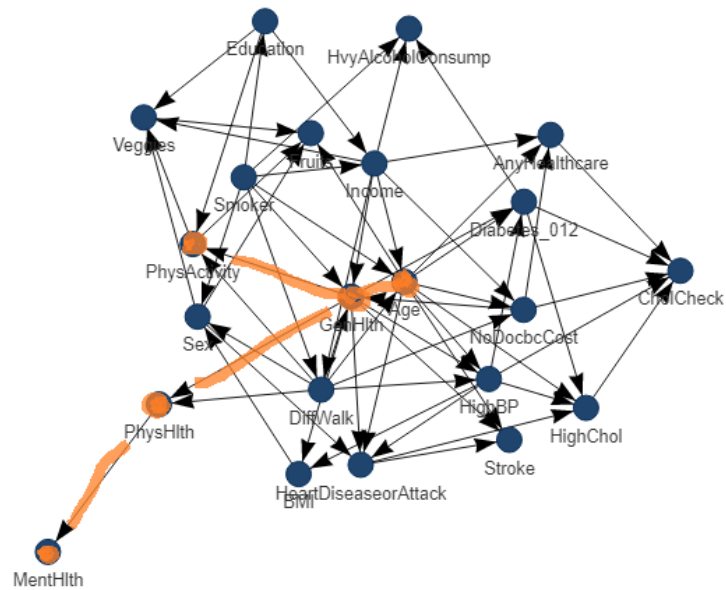 Education
HvyAlcoholConsump
Veggies
Fruits
AnyHealthcare
Income
Smoker
Diabetes_012
PhysActivity
CholCheck
GenHlth
Age
NoDocbcCost
Sex
DiffWalk
HighBP
PhysHlth
HighChol
Stroke
HeartDiseaseorAttack
BMI
MentHlth